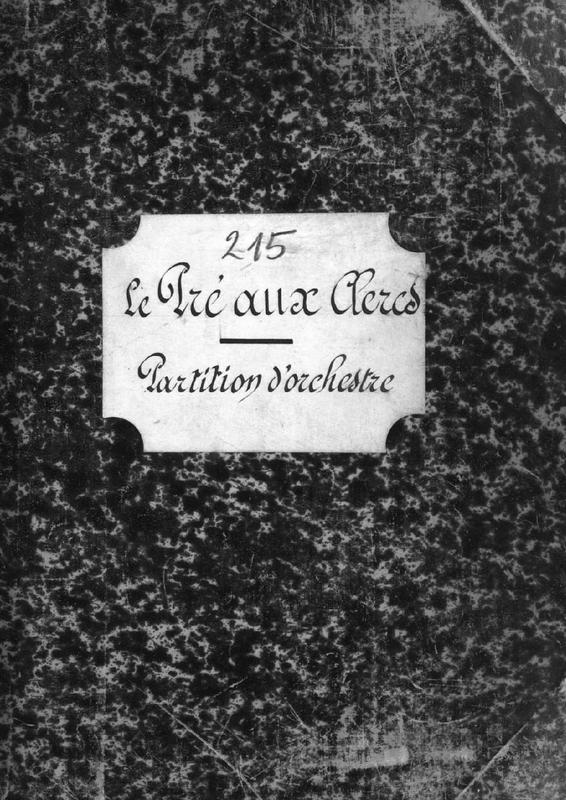 215
Le Pré aux Clercs
Partition d'orchestre